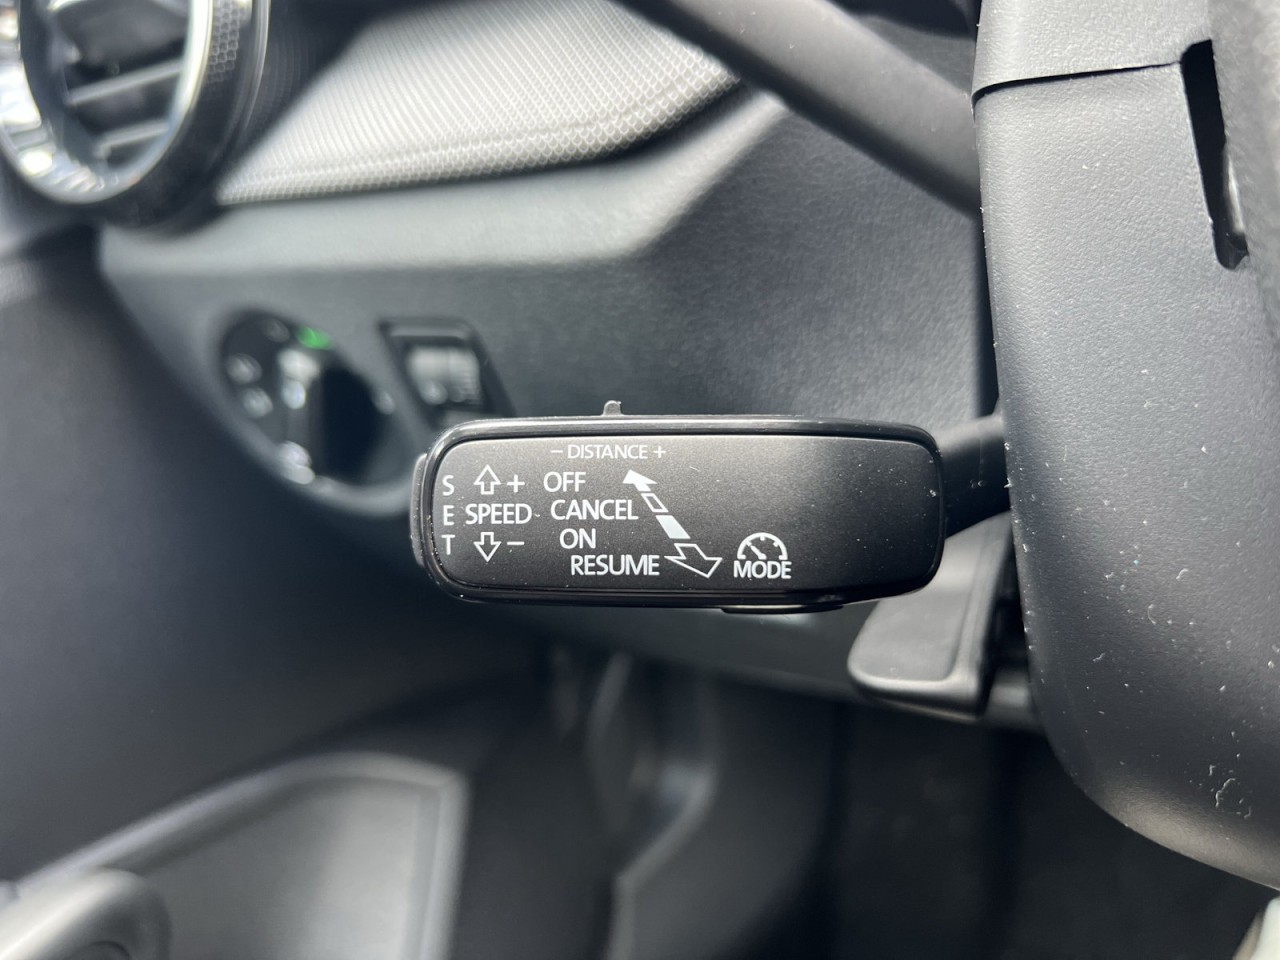 − DISTANCE +
S + OFF
E SPEED CANCEL
T − ON
RESUME MODE